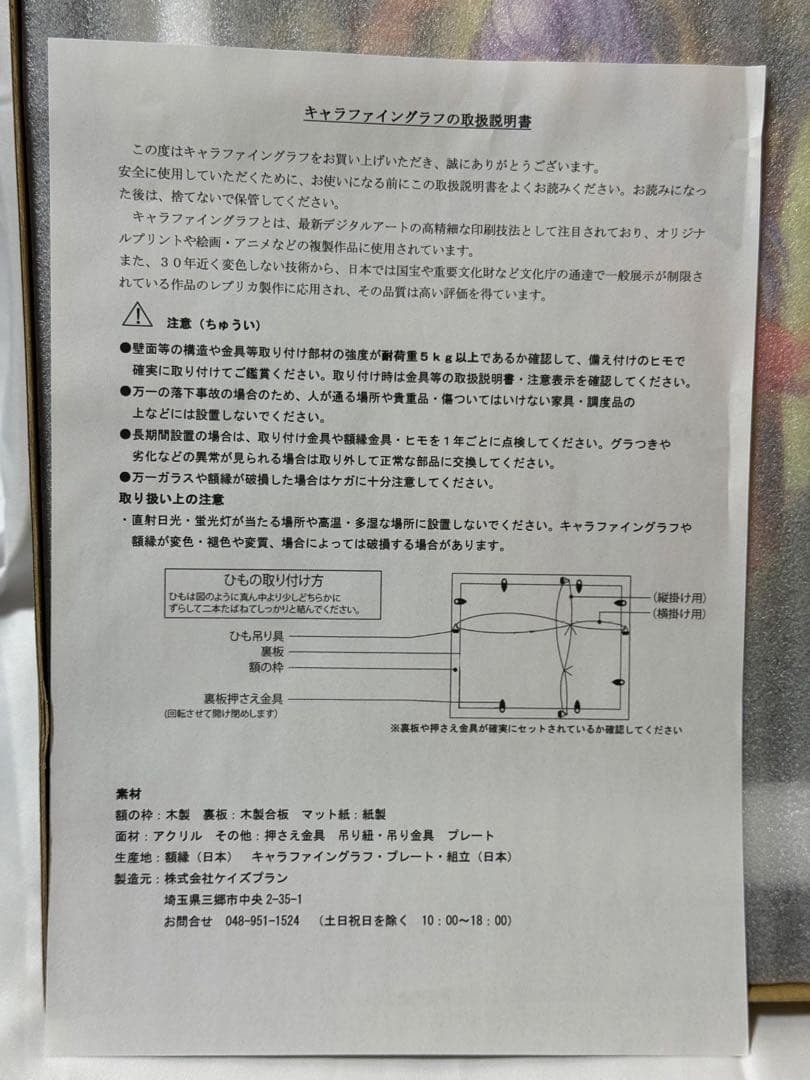 キャラファイングラフの取扱説明書
この度はキャラファイングラフをお買い上げいただき、誠にありがとうございます。
安全に使用していただくために、お使いになる前にこの取扱説明書をよくお読みください。お読みになっ
た後は、捨てないで保管してください。
キャラファイングラフとは、最新デジタルアートの高精細な印刷技法として注目されており、オリジナ
ルプリントや絵画・アニメなどの複製作品に使用されています。
また、３０年近く変色しない技術から、日本では国宝や重要文化財など文化庁の通達で一般展示が制限さ
れている作品のレプリカ製作に応用され、その品質は高い評価を得ています。
注意（ちゅうい）
●壁面等の構造や金具等取り付け部材の強度が耐荷重５ｋｇ以上であるか確認して、備え付けのヒモで
確実に取り付けてご鑑賞ください。取り付け時は金具等の取扱説明書・注意表示を確認してください。
●万一の落下事故の場合のため、人が通る場所や貴重品・傷ついてはいけない家具・調度品の
上などには設置しないでください。
●長期間設置の場合は、取り付け金具や額縁金具・ヒモを１年ごとに点検してください。グラつきや
劣化などの異常が見られる場合は取り外して正常な部品に交換してください。
●万一ガラスや額縁が破損した場合はケガに十分注意してください。
取り扱い上の注意
・直射日光・蛍光灯が当たる場所や高温・多湿な場所に設置しないでください。キャラファイングラフや
額縁が変色・褪色や変質、場合によっては破損する場合があります。
ひもの取り付け方
ひもは図のように真ん中より少しどちらかに
ずらして二本たばねてしっかりと結んでください。
(縦掛け用)
(横掛け用)
ひも吊り具
裏板
額の枠
裏板押さえ金具
(回転させて開け閉めします)
※裏板や押さえ金具が確実にセットされているか確認してください
素材
額の枠：木製　裏板：木製合板　マット紙：紙製
面材：アクリル　その他：押さえ金具　吊り紐・吊り金具　プレート
生産地：額縁（日本）　キャラファイングラフ・プレート・組立（日本）
製造元：株式会社ケイズプラン
埼玉県三郷市中央 2-35-1
お問合せ　048-951-1524　（土日祝日を除く　10：00～18：00）